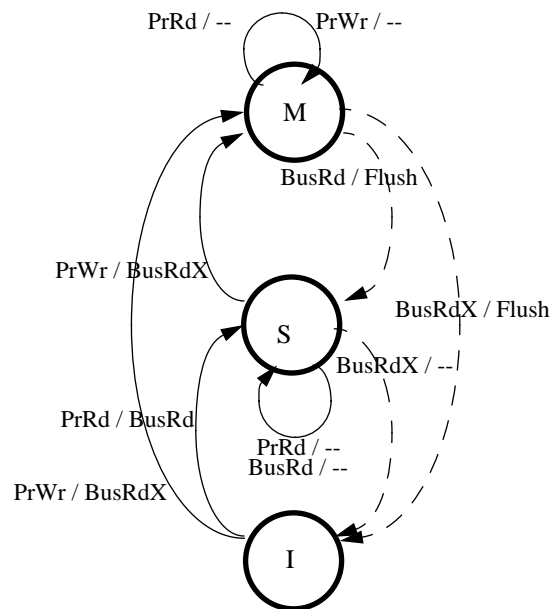 PrRd / -- PrWr / --
M
BusRd / Flush
PrWr / BusRdX
BusRdX / Flush
S
BusRdX / --
PrRd / BusRd
PrRd / --
BusRd / --
PrWr / BusRdX
I